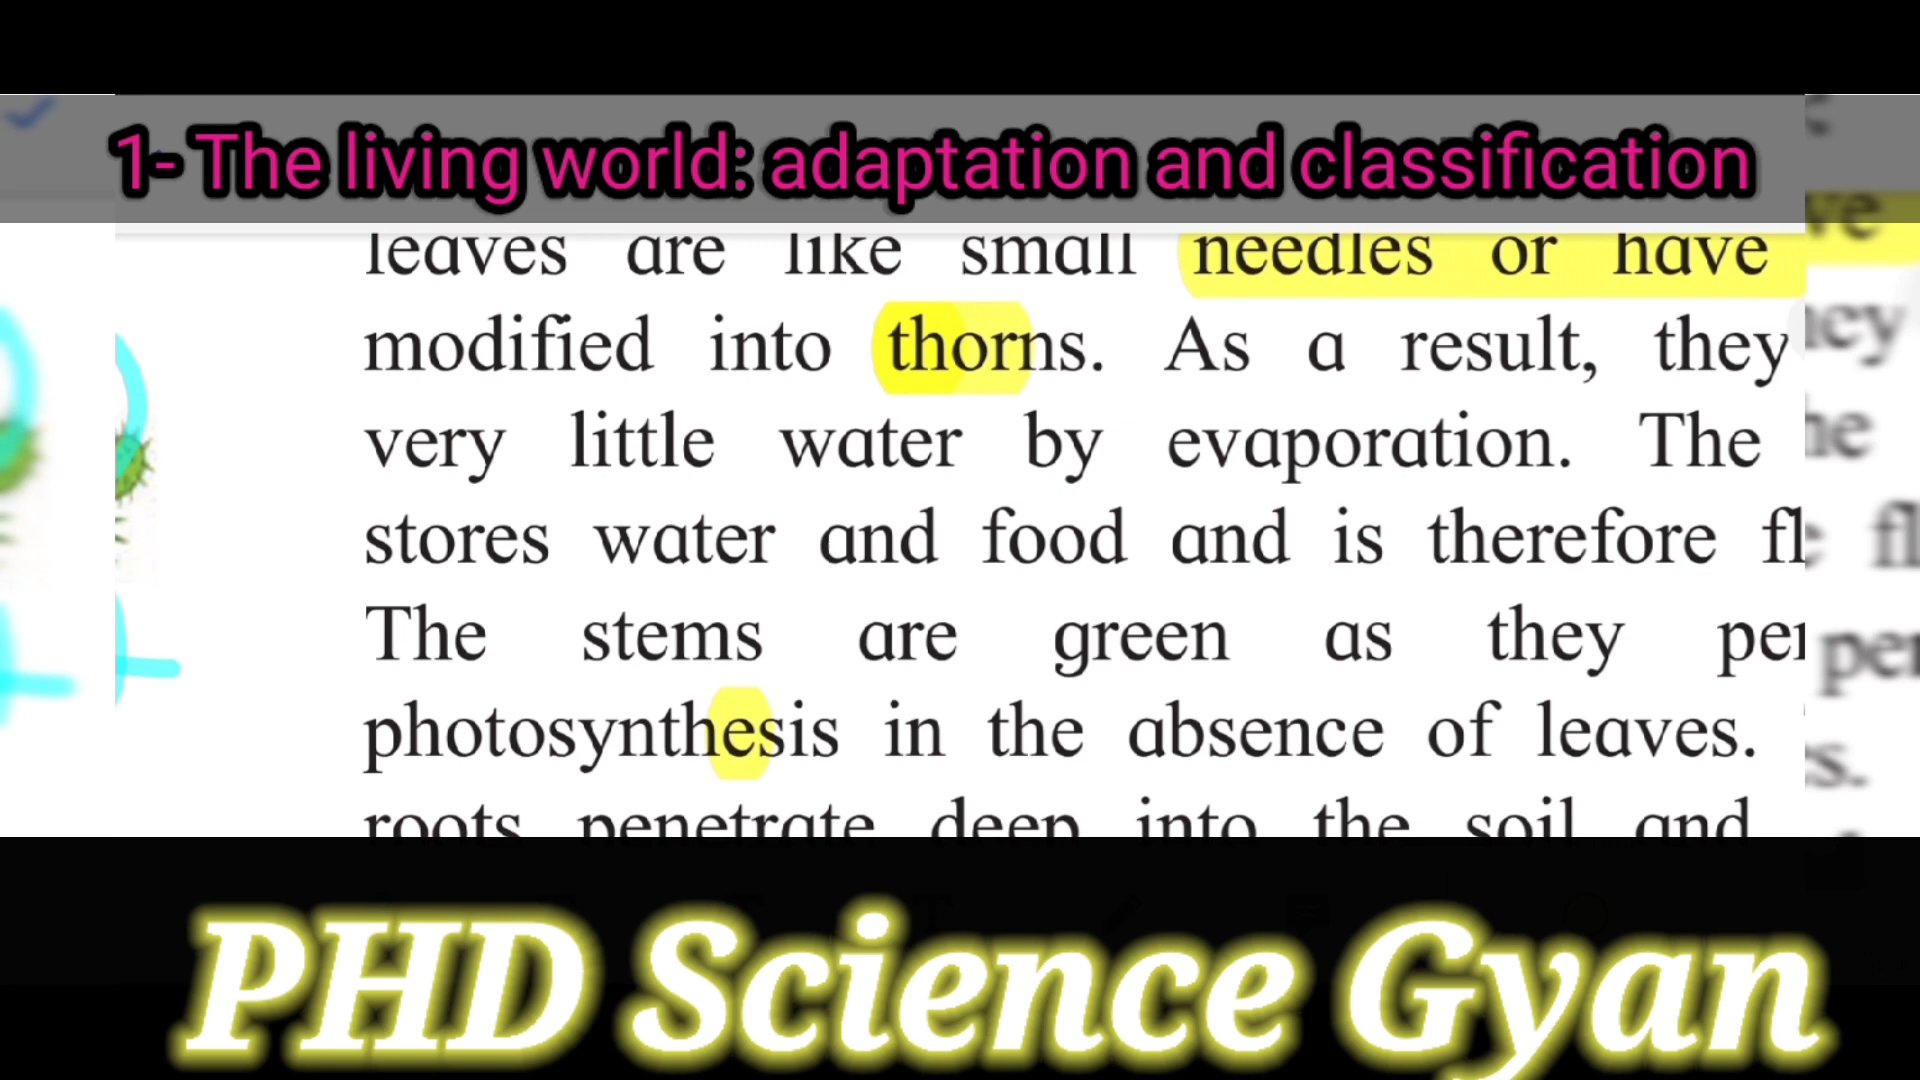 1- The living world: adaptation and classification
leaves are like small needles or have
modified into thorns. As a result, they
very little water by evaporation. The
stores water and food and is therefore fl
The stems are green as they per
photosynthesis in the absence of leaves.
roots penetrate deep into the soil and
PHD Science Gyan